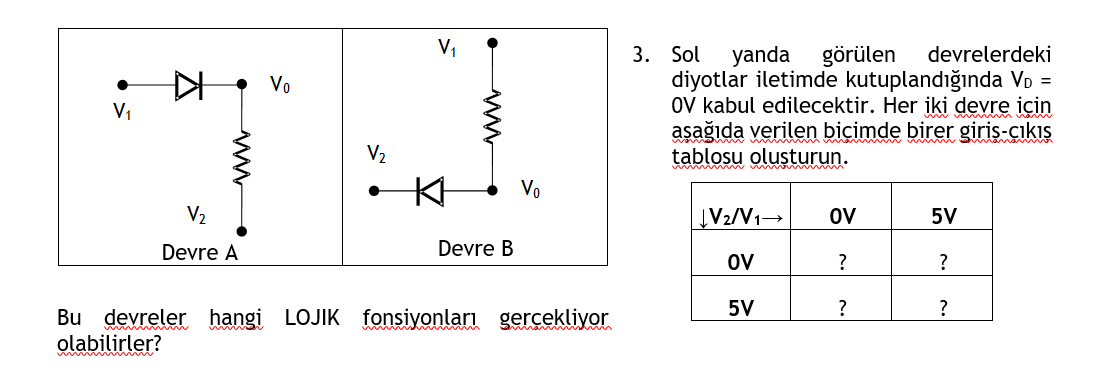 V₁
V₀
V₂
Devre A
V₁
V₂
V₀
Devre B
Bu devreler hangi LOJIK fonsiyonları gerçekliyor
olabilirler?
3. Sol yanda görülen devrelerdeki
diyotlar iletimde kutuplandığında V_D =
0V kabul edilecektir. Her iki devre için
aşağıda verilen biçimde birer giriş-çıkış
tablosu oluşturun.
↓V₂/V₁→ 0V 5V
0V ? ?
5V ? ?